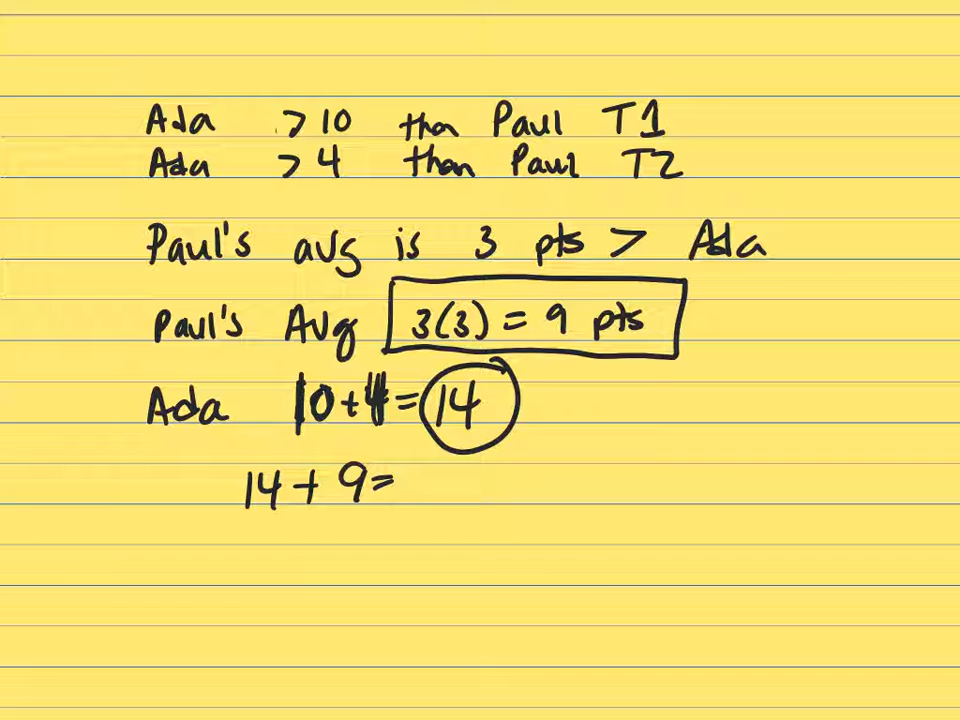 Ada > 10 than Paul T1
Ada > 4 than Paul T2
Paul's avg is 3 pts > Ada
Paul's Avg 3(3) = 9 pts
Ada 10+4=14
14 + 9=